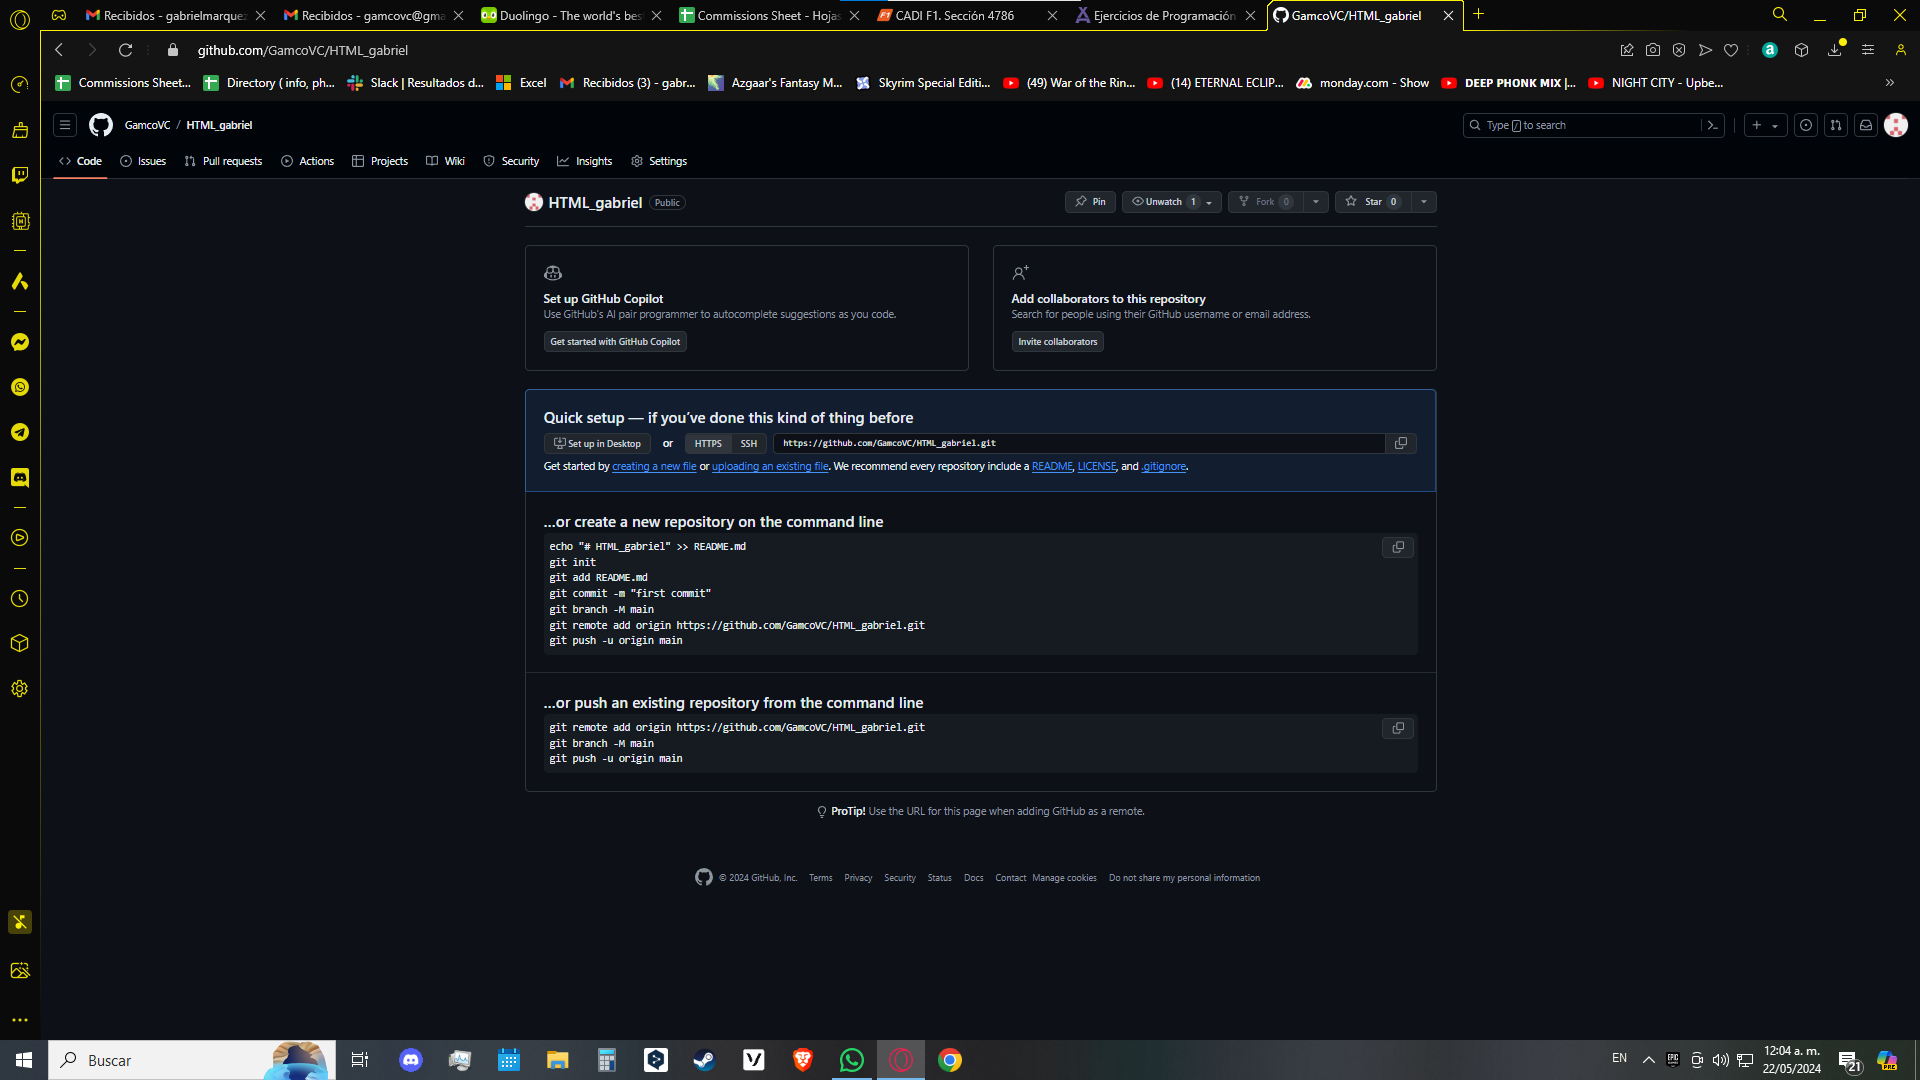 Recibidos - gabrielmarquez
Recibidos - gamcovc@gma
Duolingo - The world's bes
Commissions Sheet - Hojas
CADI F1. Sección 4786
Ejercicios de Programación
GamcoVC/HTML_gabriel
github.com/GamcoVC/HTML_gabriel
Commissions Sheet...
Directory ( info, ph...
Slack | Resultados d...
Excel
Recibidos (3) - gabr...
Azgaar's Fantasy M...
Skyrim Special Editi...
(49) War of the Rin...
(14) ETERNAL ECLIP...
monday.com - Show
DEEP PHONK MIX |...
NIGHT CITY - Upbe...
GamcoVC / HTML_gabriel
Type / to search
Code
Issues
Pull requests
Actions
Projects
Wiki
Security
Insights
Settings
HTML_gabriel
Public
Pin
Unwatch 1
Fork 0
Star 0
Set up GitHub Copilot
Use GitHub's AI pair programmer to autocomplete suggestions as you code.
Get started with GitHub Copilot
Add collaborators to this repository
Search for people using their GitHub username or email address.
Invite collaborators
Quick setup — if you've done this kind of thing before
Set up in Desktop
or
HTTPS
SSH
https://github.com/GamcoVC/HTML_gabriel.git
Get started by creating a new file or uploading an existing file. We recommend every repository include a README, LICENSE, and .gitignore.
...or create a new repository on the command line
echo "# HTML_gabriel" >> README.md
git init
git add README.md
git commit -m "first commit"
git branch -M main
git remote add origin https://github.com/GamcoVC/HTML_gabriel.git
git push -u origin main
...or push an existing repository from the command line
git remote add origin https://github.com/GamcoVC/HTML_gabriel.git
git branch -M main
git push -u origin main
ProTip! Use the URL for this page when adding GitHub as a remote.
© 2024 GitHub, Inc.
Terms
Privacy
Security
Status
Docs
Contact
Manage cookies
Do not share my personal information
Buscar
EN
12:04 a. m.
22/05/2024
21